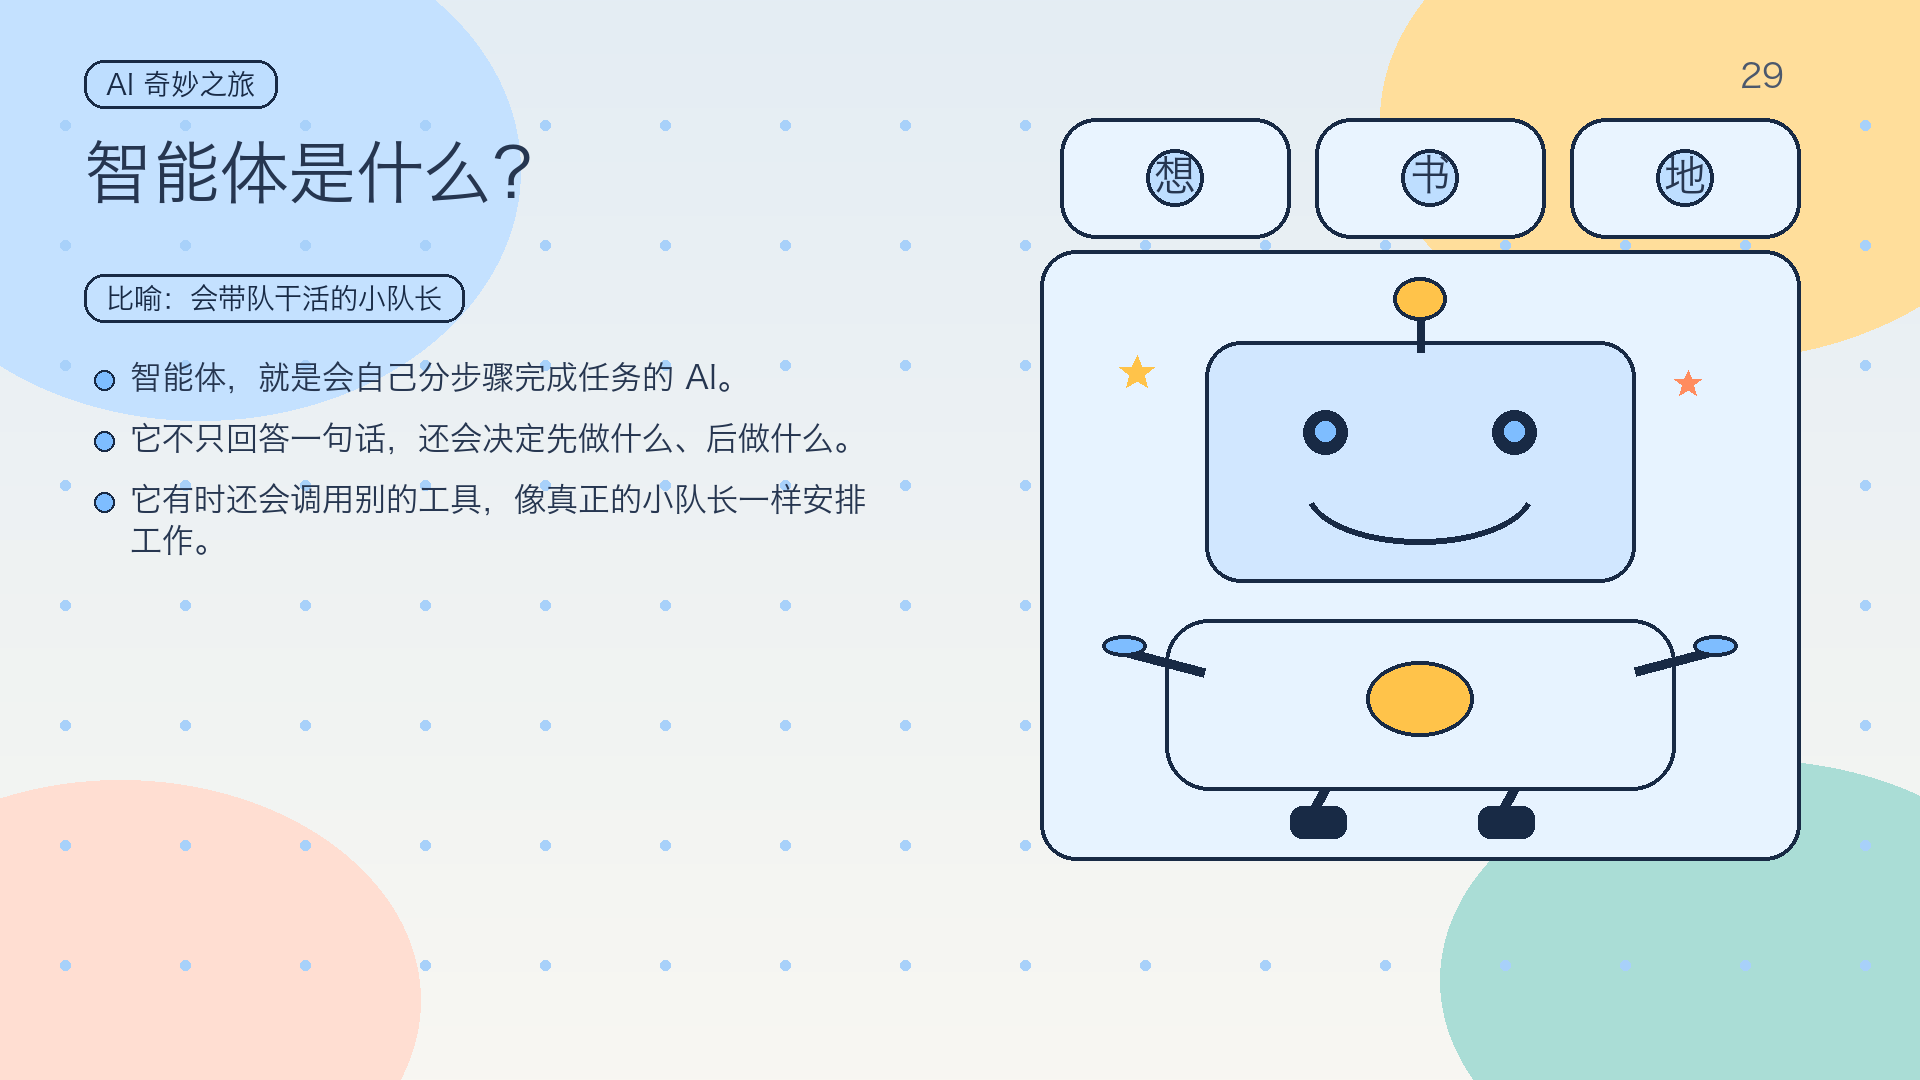 AI 奇妙之旅
29
智能体是什么?
想
书
地
比喻：会带队干活的小队长
智能体，就是会自己分步骤完成任务的 AI。
它不只回答一句话，还会决定先做什么、后做什么。
它有时还会调用别的工具，像真正的小队长一样安排
工作。